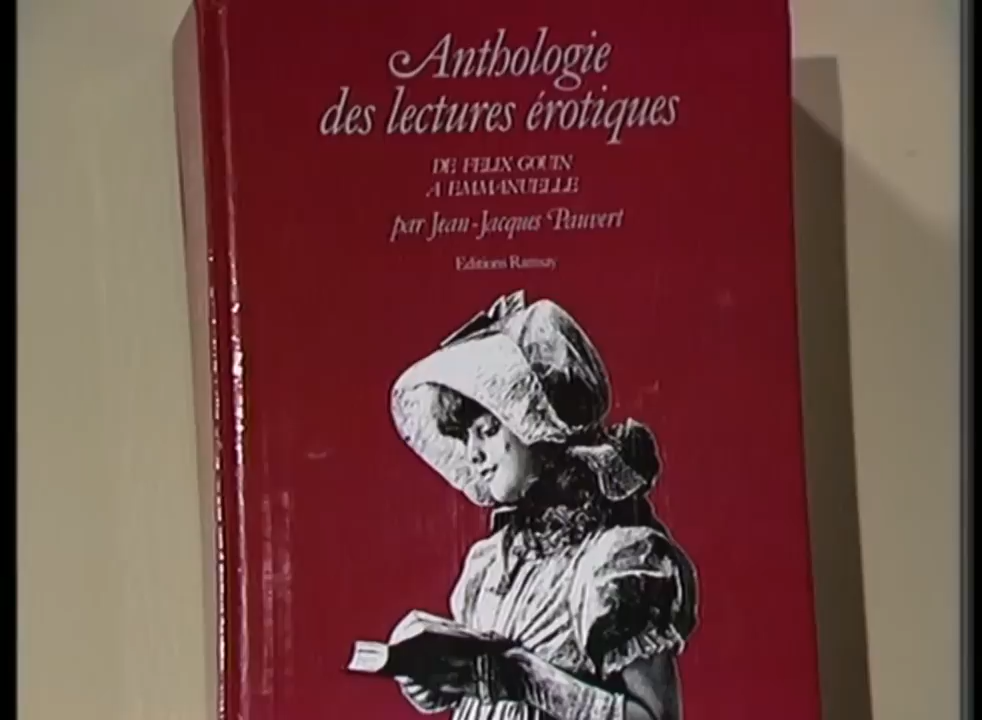 Anthologie
des lectures érotiques
DE FELIX GOUIN
A EMMANUELLE
par Jean-Jacques Pauvert
Editions Ramsay